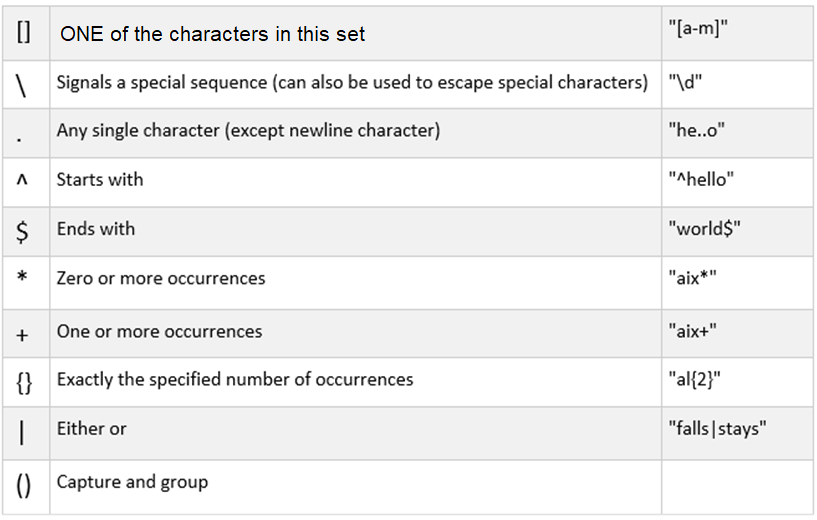 [] ONE of the characters in this set "[a-m]"
\ Signals a special sequence (can also be used to escape special characters) "\d"
. Any single character (except newline character) "he..o"
^ Starts with "^hello"
$ Ends with "world$"
* Zero or more occurrences "aix*"
+ One or more occurrences "aix+"
{} Exactly the specified number of occurrences "al{2}"
| Either or "falls|stays"
() Capture and group